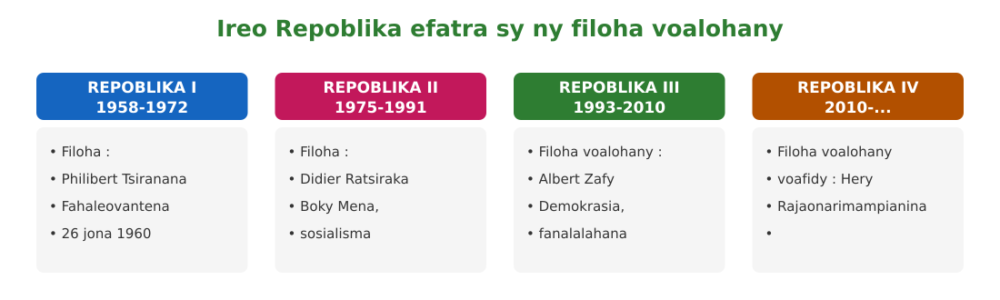 Ireo Repoblika efatra sy ny filoha voalohany
REPOBLIKA I
1958-1972
• Filoha :
• Philibert Tsiranana
• Fahaleovantena
• 26 jona 1960
REPOBLIKA II
1975-1991
• Filoha :
• Didier Ratsiraka
• Boky Mena,
• sosialisma
REPOBLIKA III
1993-2010
• Filoha voalohany :
• Albert Zafy
• Demokrasia,
• fanalalahana
REPOBLIKA IV
2010-...
• Filoha voalohany
• voafidy : Hery
• Rajaonarimampianina
•